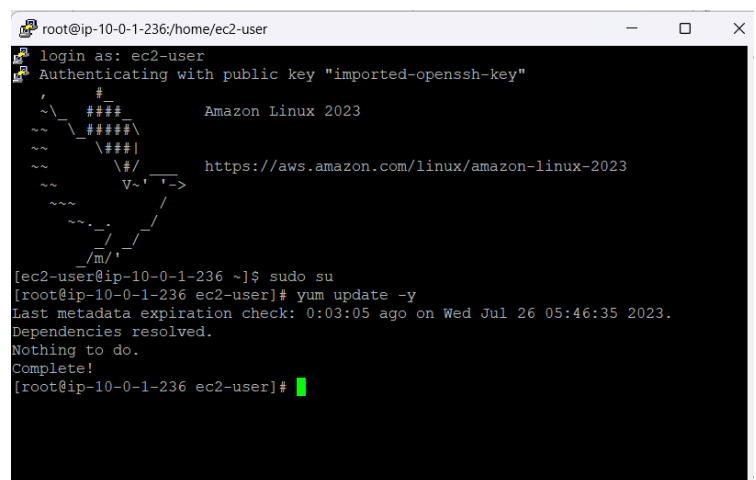 root@ip-10-0-1-236:/home/ec2-user
login as: ec2-user
Authenticating with public key "imported-openssh-key"
   ,     #_
   ~\_  ####_        Amazon Linux 2023
  ~~  \_#####\
  ~~     \###|
  ~~       \#/ ___   https://aws.amazon.com/linux/amazon-linux-2023
   ~~       V~' '->
    ~~~         /
      ~~._.   _/
         _/ _/
       _/m/'
[ec2-user@ip-10-0-1-236 ~]$ sudo su
[root@ip-10-0-1-236 ec2-user]# yum update -y
Last metadata expiration check: 0:03:05 ago on Wed Jul 26 05:46:35 2023.
Dependencies resolved.
Nothing to do.
Complete!
[root@ip-10-0-1-236 ec2-user]#